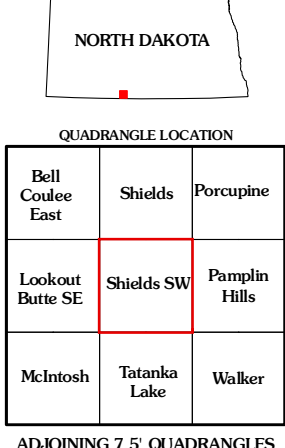 NORTH DAKOTA
QUADRANGLE LOCATION
Bell
Coulee
East
Shields
Porcupine
Lookout
Butte SE
Shields SW
Pamplin
Hills
McIntosh
Tatanka
Lake
Walker
ADJOINING 7.5' QUADRANGLES